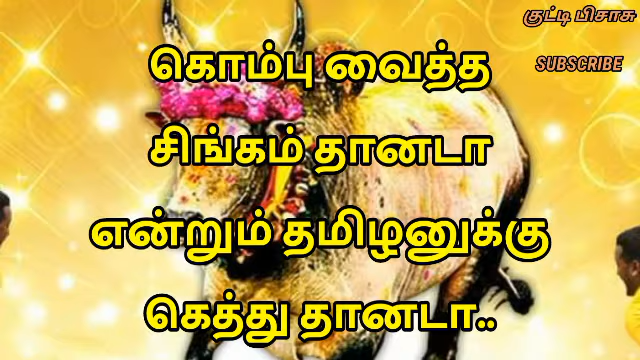 குட்டி பிசாசு
SUBSCRIBE
கொம்பு வைத்த
சிங்கம் தானடா
என்றும் தமிழனுக்கு
கெத்து தானடா..